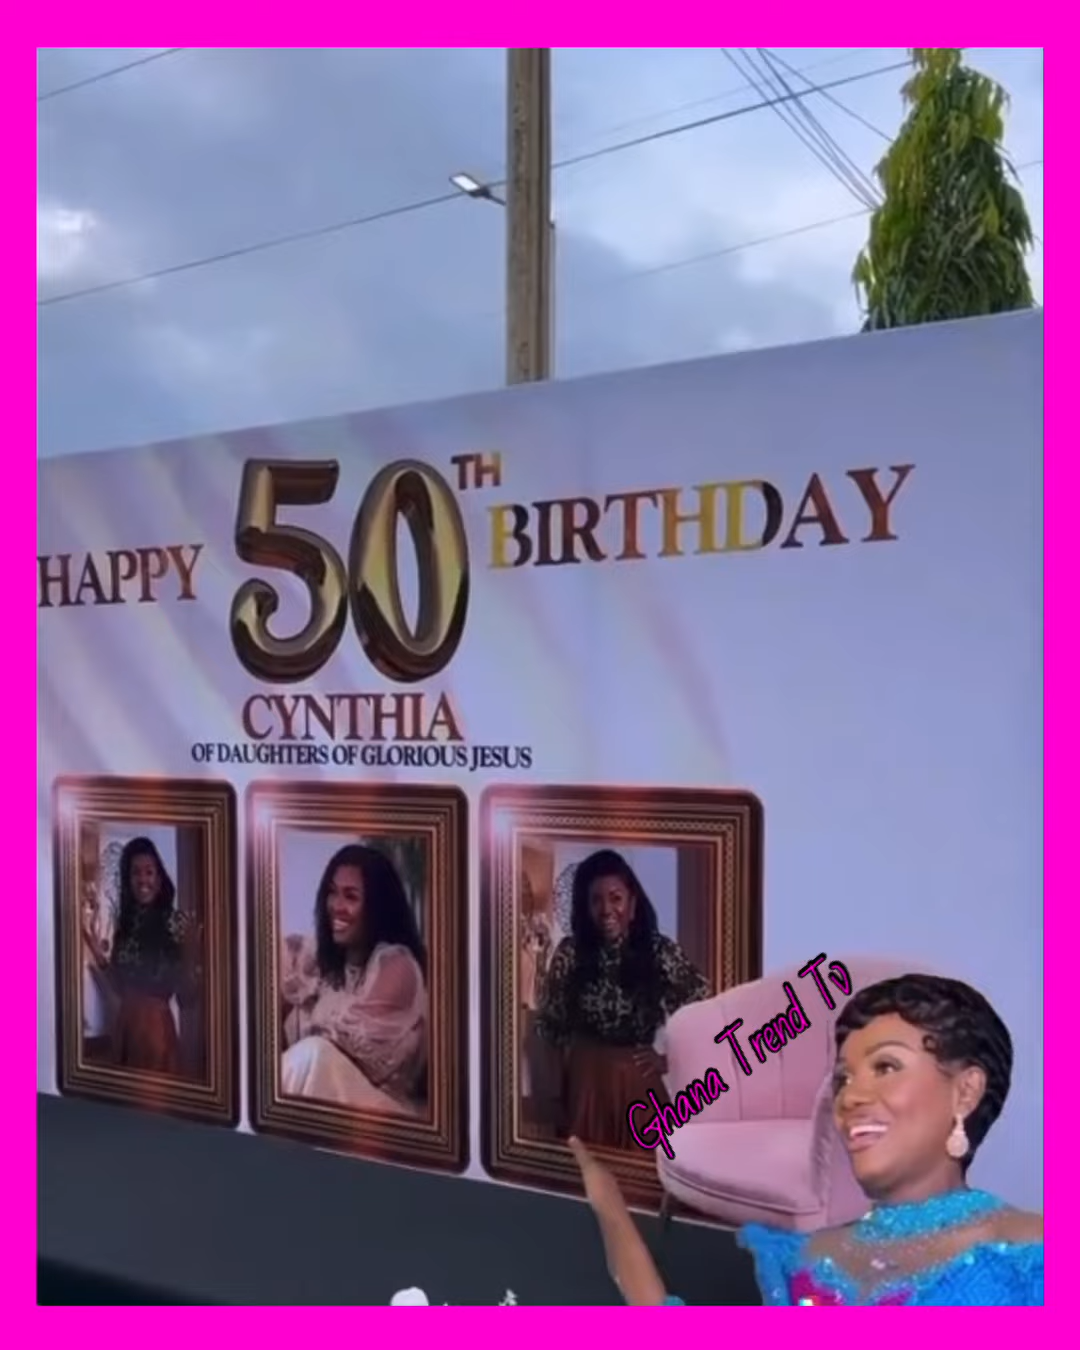 HAPPY 50TH BIRTHDAY
CYNTHIA
OF DAUGHTERS OF GLORIOUS JESUS
Ghana Trend Tv